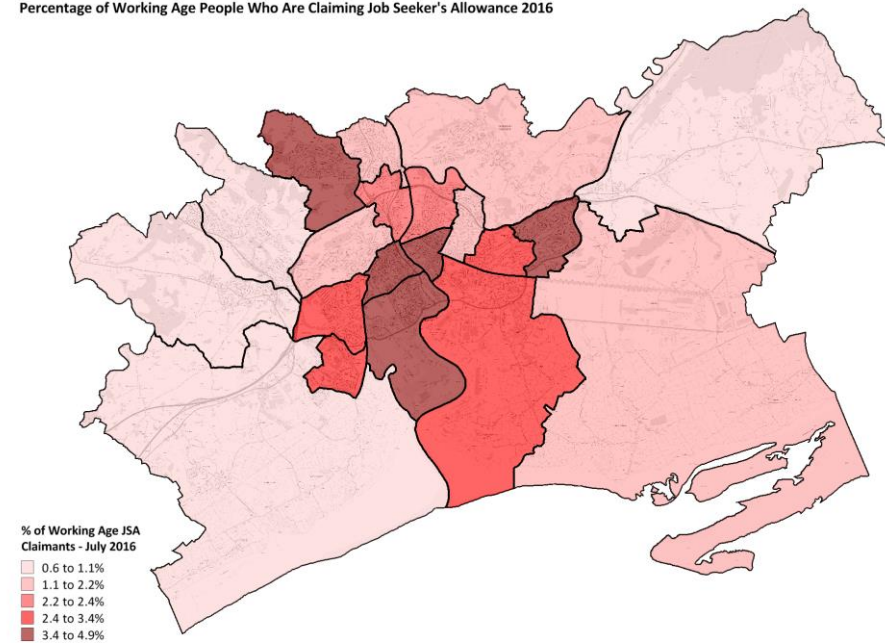 Percentage of Working Age People Who Are Claiming Job Seeker's Allowance 2016
% of Working Age JSA
Claimants - July 2016
0.6 to 1.1%
1.1 to 2.2%
2.2 to 2.4%
2.4 to 3.4%
3.4 to 4.9%